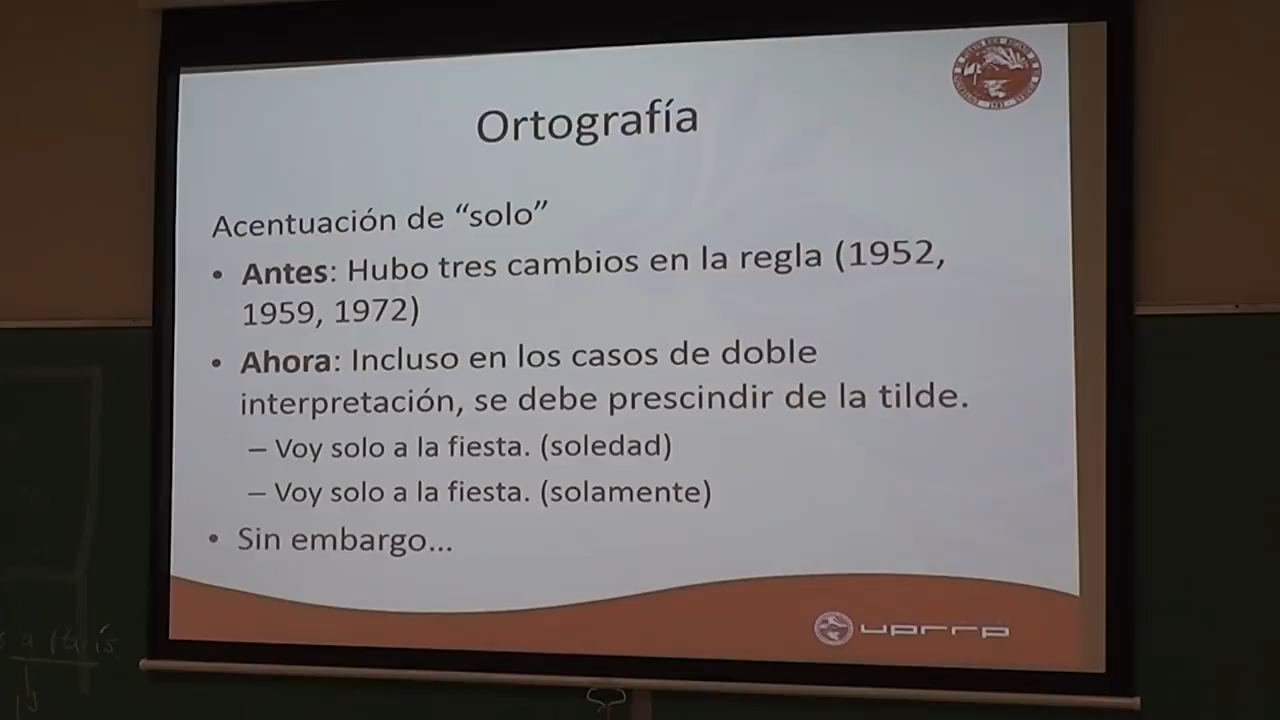 Ortografía
Acentuación de “solo”
• Antes: Hubo tres cambios en la regla (1952,
1959, 1972)
• Ahora: Incluso en los casos de doble
interpretación, se debe prescindir de la tilde.
– Voy solo a la fiesta. (soledad)
– Voy solo a la fiesta. (solamente)
• Sin embargo...
uprrp
a París